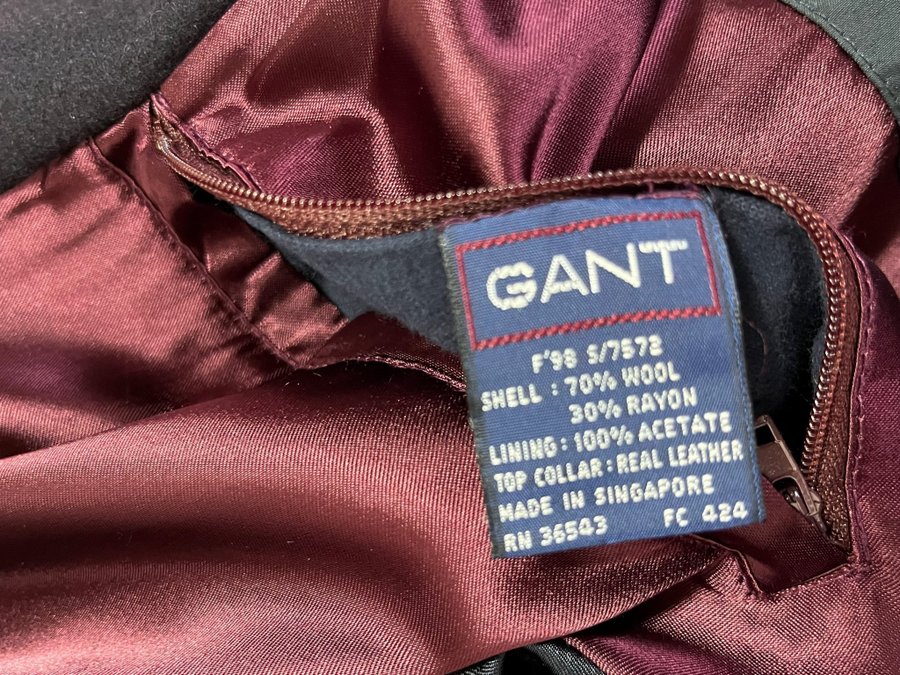 GANT
F'98 S/7573
SHELL : 70% WOOL
30% RAYON
LINING : 100% ACETATE
TOP COLLAR : REAL LEATHER
MADE IN SINGAPORE
RN 36543 FC 424